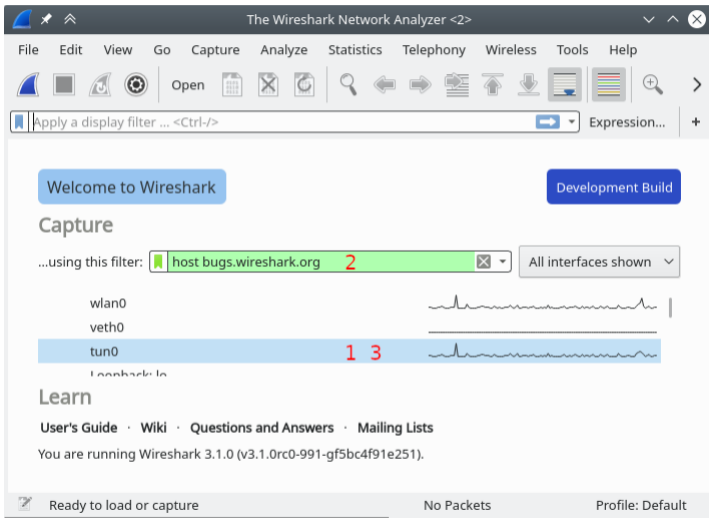 The Wireshark Network Analyzer <2>
File Edit View Go Capture Analyze Statistics Telephony Wireless Tools Help
Open
Apply a display filter ... <Ctrl-/> Expression... +
Welcome to Wireshark Development Build
Capture
...using this filter: host bugs.wireshark.org 2 All interfaces shown
wlan0
veth0
tun0 1 3
Loopback: lo
Learn
User's Guide · Wiki · Questions and Answers · Mailing Lists
You are running Wireshark 3.1.0 (v3.1.0rc0-991-gf5bc4f91e251).
Ready to load or capture No Packets Profile: Default